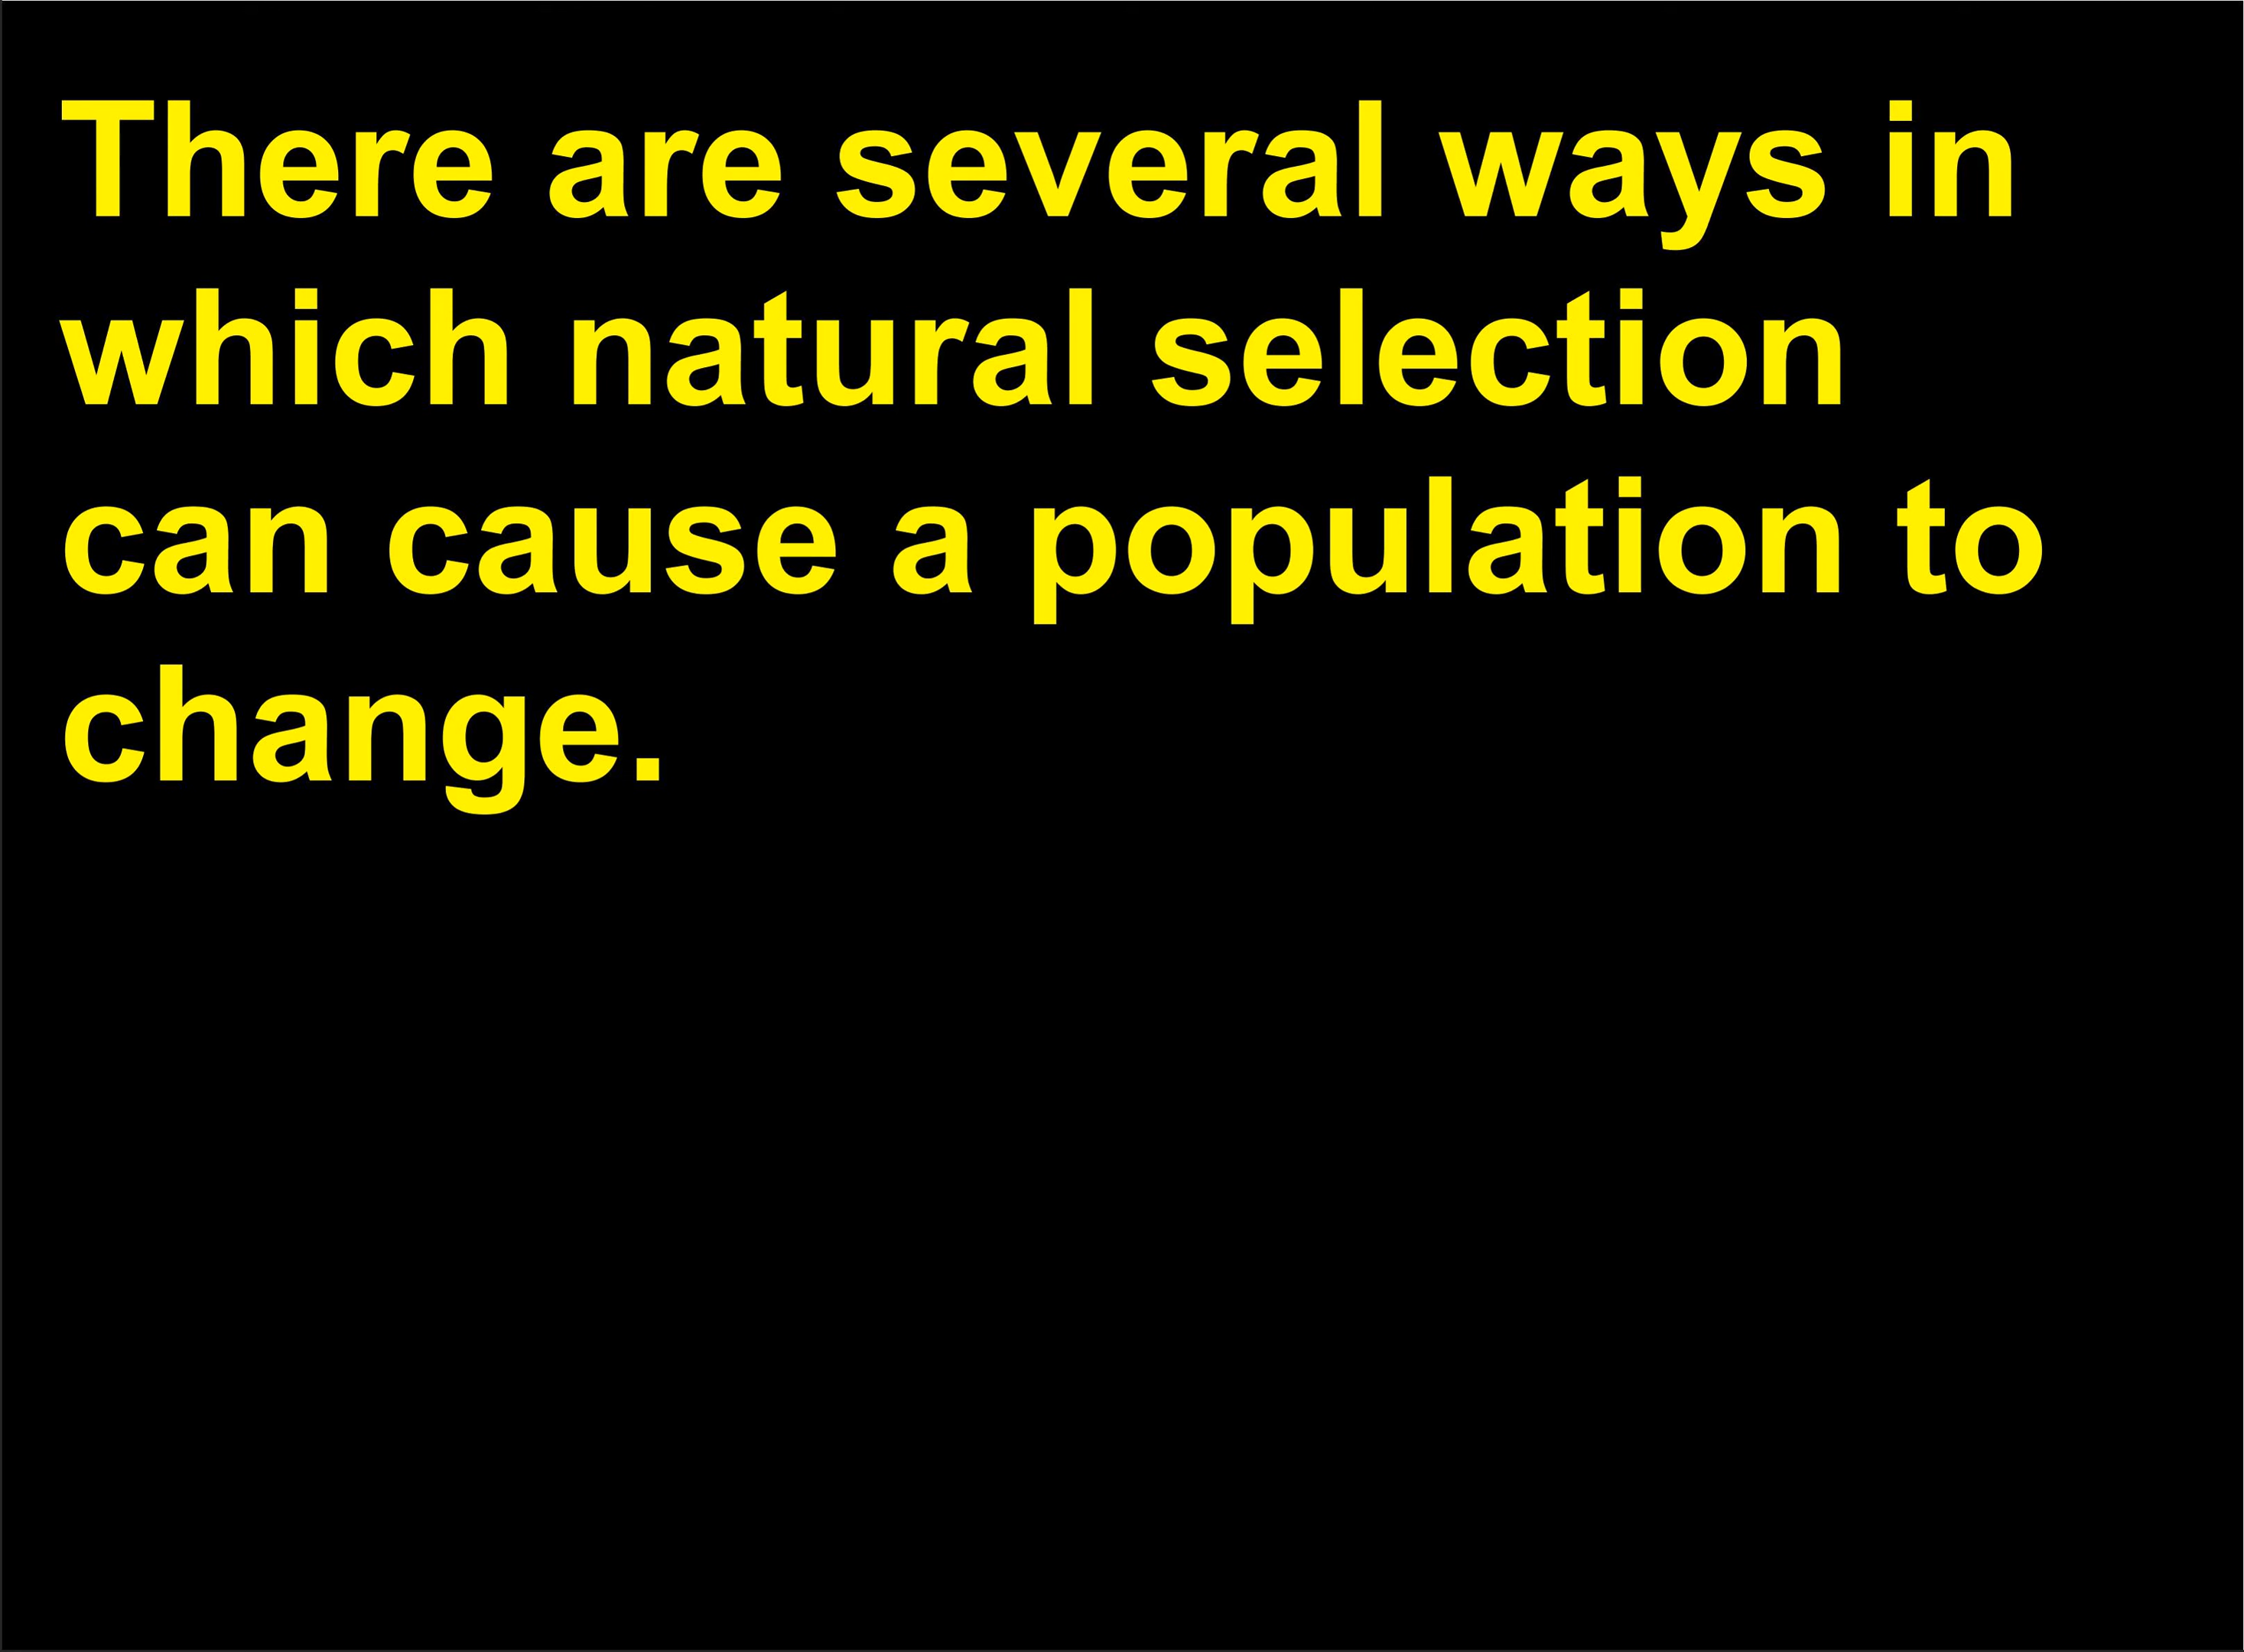 There are several ways in
which natural selection
can cause a population to
change.